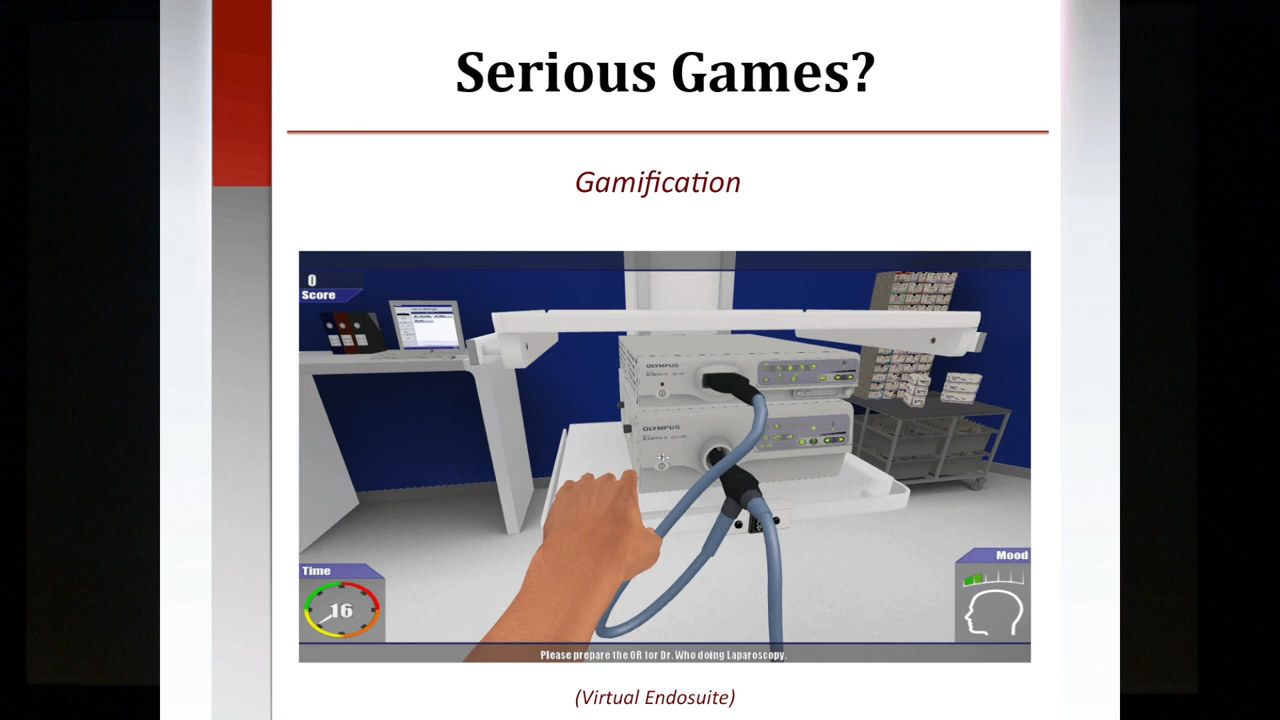 Serious Games?
Gamification
0
Score
OLYMPUS
OLYMPUS
Time
16
Mood
Please prepare the OR for Dr. Who doing Laparoscopy.
(Virtual Endosuite)